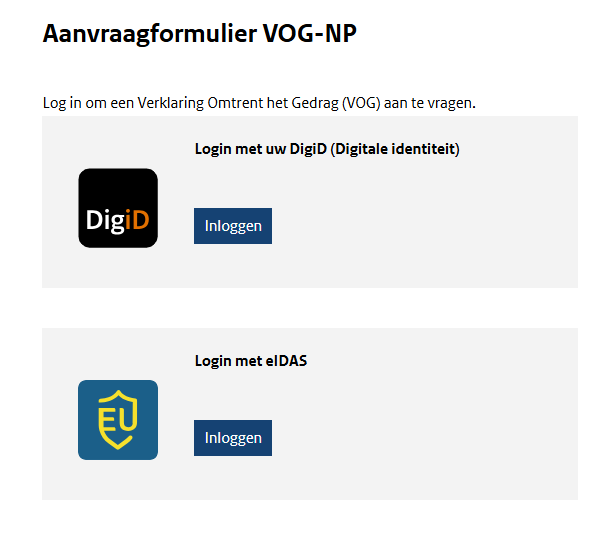 Aanvraagformulier VOG-NP
Log in om een Verklaring Omtrent het Gedrag (VOG) aan te vragen.
Login met uw DigiD (Digitale identiteit)
DigiD
Inloggen
Login met eIDAS
EU
Inloggen